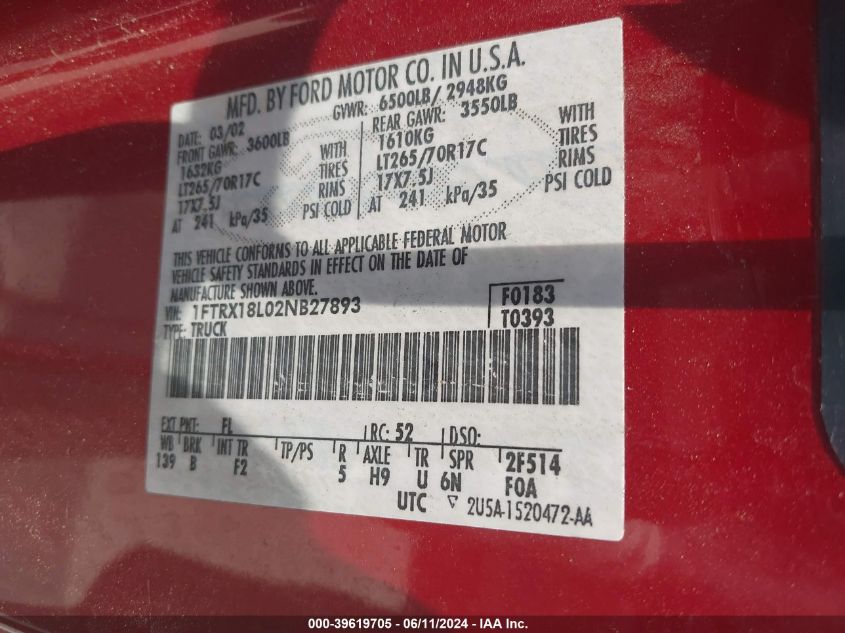 MFD. BY FORD MOTOR CO. IN U.S.A.
DATE: 03/02 GVWR: 6500LB/ 2948KG
FRONT GAWR: 3600LB REAR GAWR: 3550LB
1632KG WITH 1610KG WITH
LT265/70R17C TIRES LT265/70R17C TIRES
17X7.5J RIMS 17X7.5J RIMS
AT 241 kPa/35 PSI COLD AT 241 kPa/35 PSI COLD
THIS VEHICLE CONFORMS TO ALL APPLICABLE FEDERAL MOTOR
VEHICLE SAFETY STANDARDS IN EFFECT ON THE DATE OF
MANUFACTURE SHOWN ABOVE.
VIN: 1FTRX18L02NB27893 F0183
TYPE: TRUCK T0393
EXT PNT: FL RC: 52 DSO:
WB BRK INT TR TP/PS R AXLE TR SPR 2F514
139 B F2 5 H9 U 6N FOA
UTC 2U5A-1520472-AA
000-39619705 - 06/11/2024 - IAA Inc.